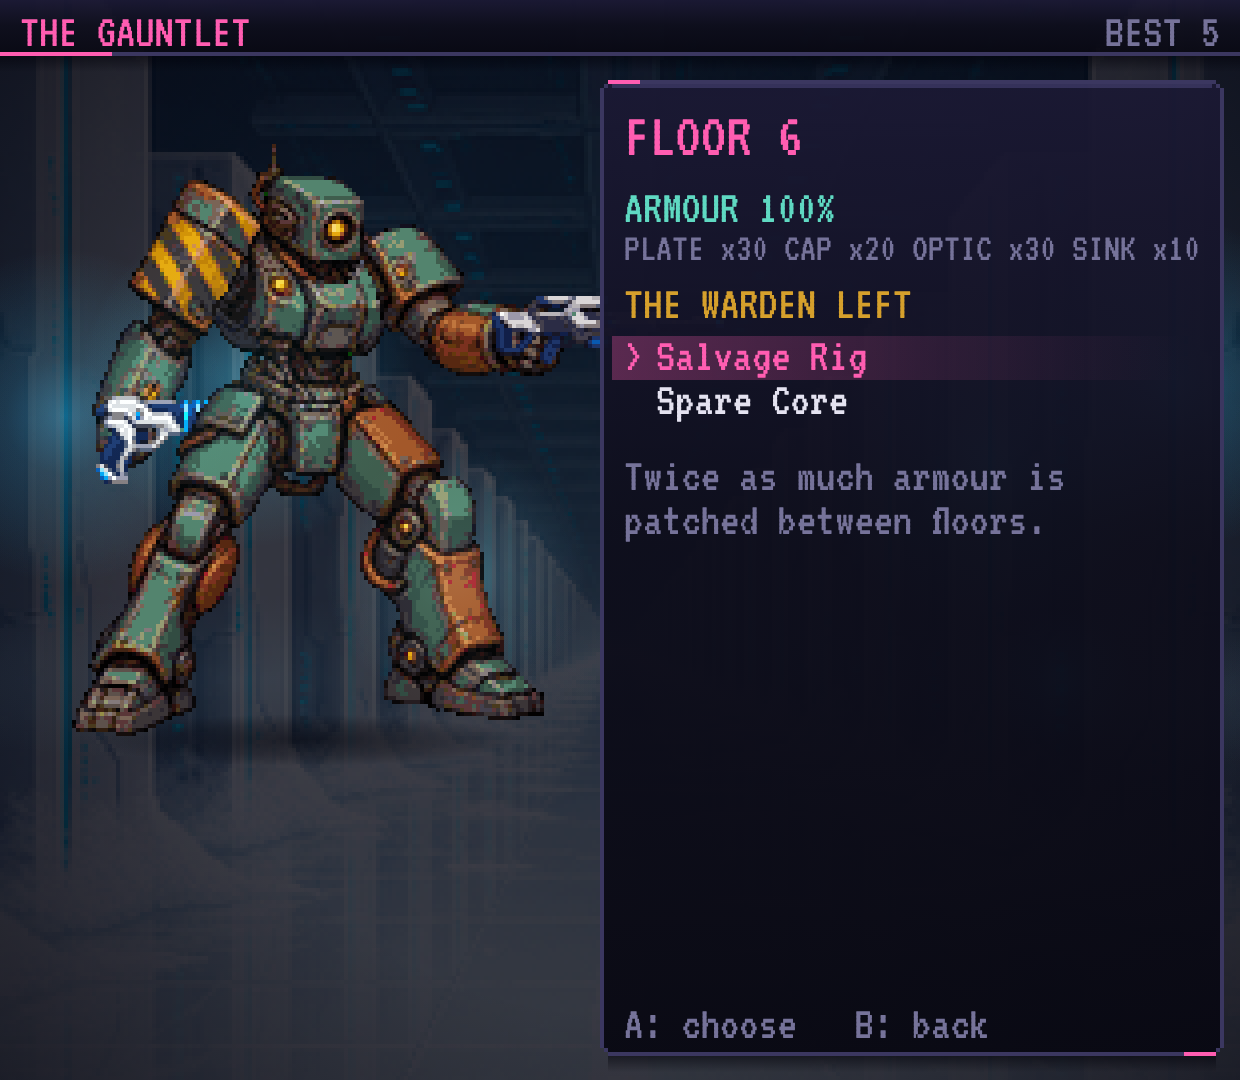 THE GAUNTLET
BEST 5
FLOOR 6
ARMOUR 100%
PLATE x30 CAP x20 OPTIC x30 SINK x10
THE WARDEN LEFT
> Salvage Rig
Spare Core
Twice as much armour is
patched between floors.
A: choose B: back